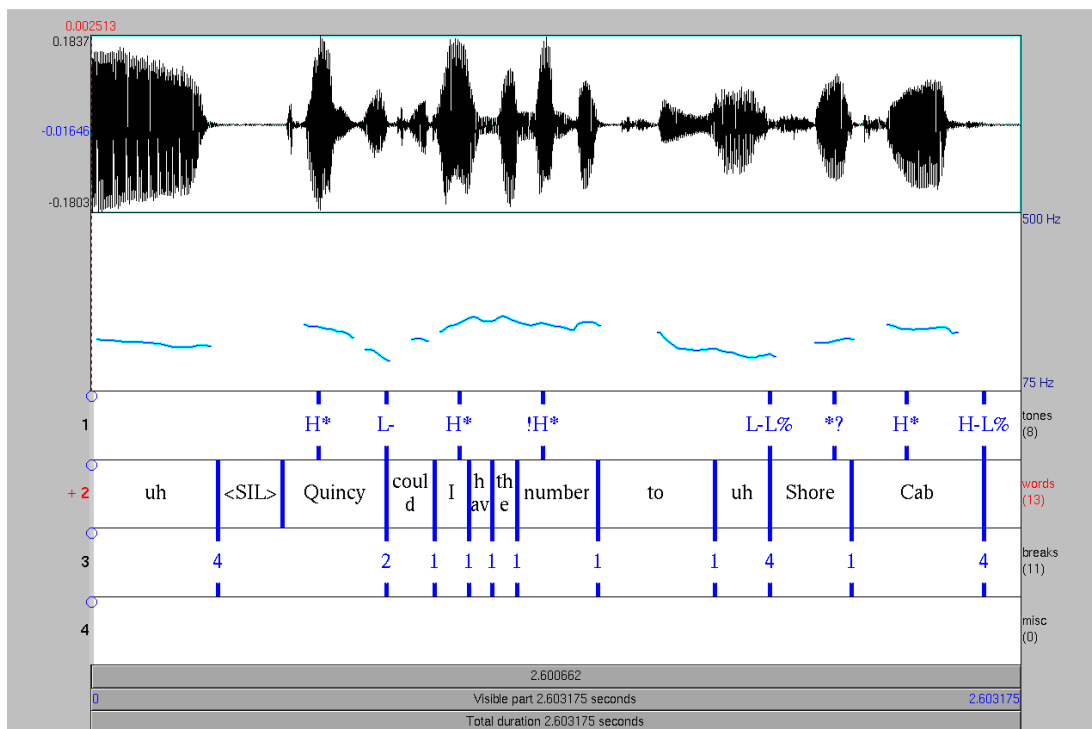 0.002513
0.1837
-0.01646
-0.1803
500 Hz
75 Hz
1 H* L- H* !H* L-L% *? H* H-L% tones
(8)
+ 2 uh <SIL> Quincy coul
d I h
av th
e number to uh Shore Cab words
(13)
3 4 2 1 1 1 1 1 1 4 1 4 breaks
(11)
4 misc
(0)
2.600662
0 Visible part 2.603175 seconds 2.603175
Total duration 2.603175 seconds